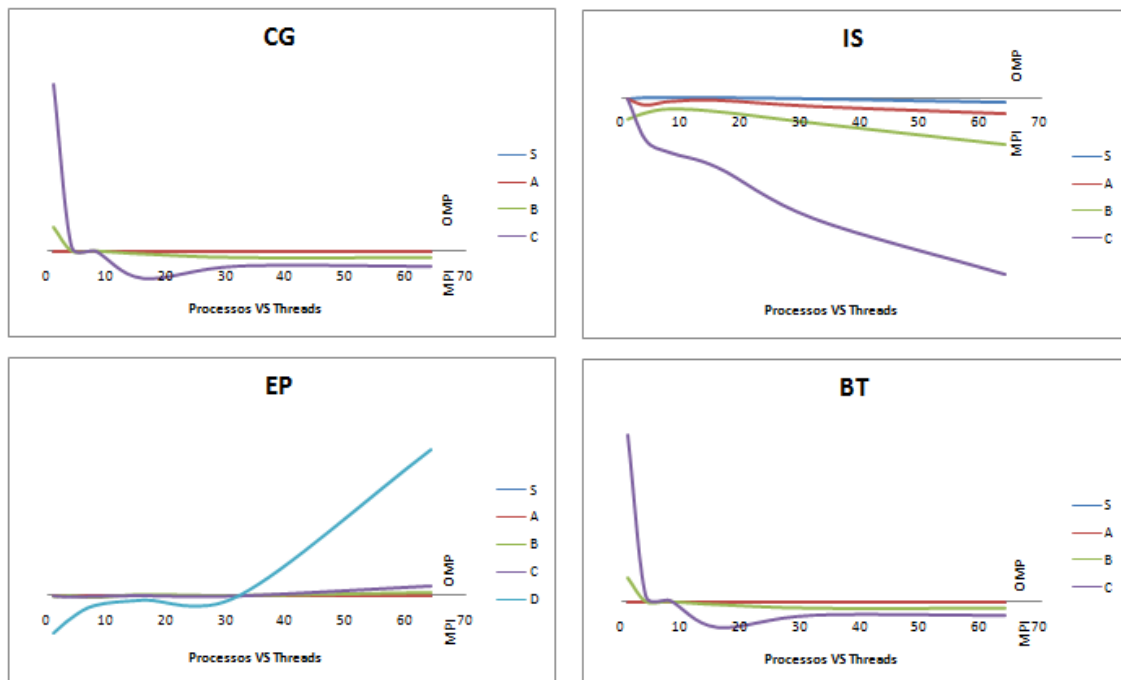 CG
S
A
B
C
OMP
MPI
0 10 20 30 40 50 60 70
Processos VS Threads
IS
OMP
MPI
0 10 20 30 40 50 60 70
S
A
B
C
Processos VS Threads
EP
S
A
B
C
D
OMP
MPI
0 10 20 30 40 50 60 70
Processos VS Threads
BT
S
A
B
C
OMP
MPI
0 10 20 30 40 50 60 70
Processos VS Threads